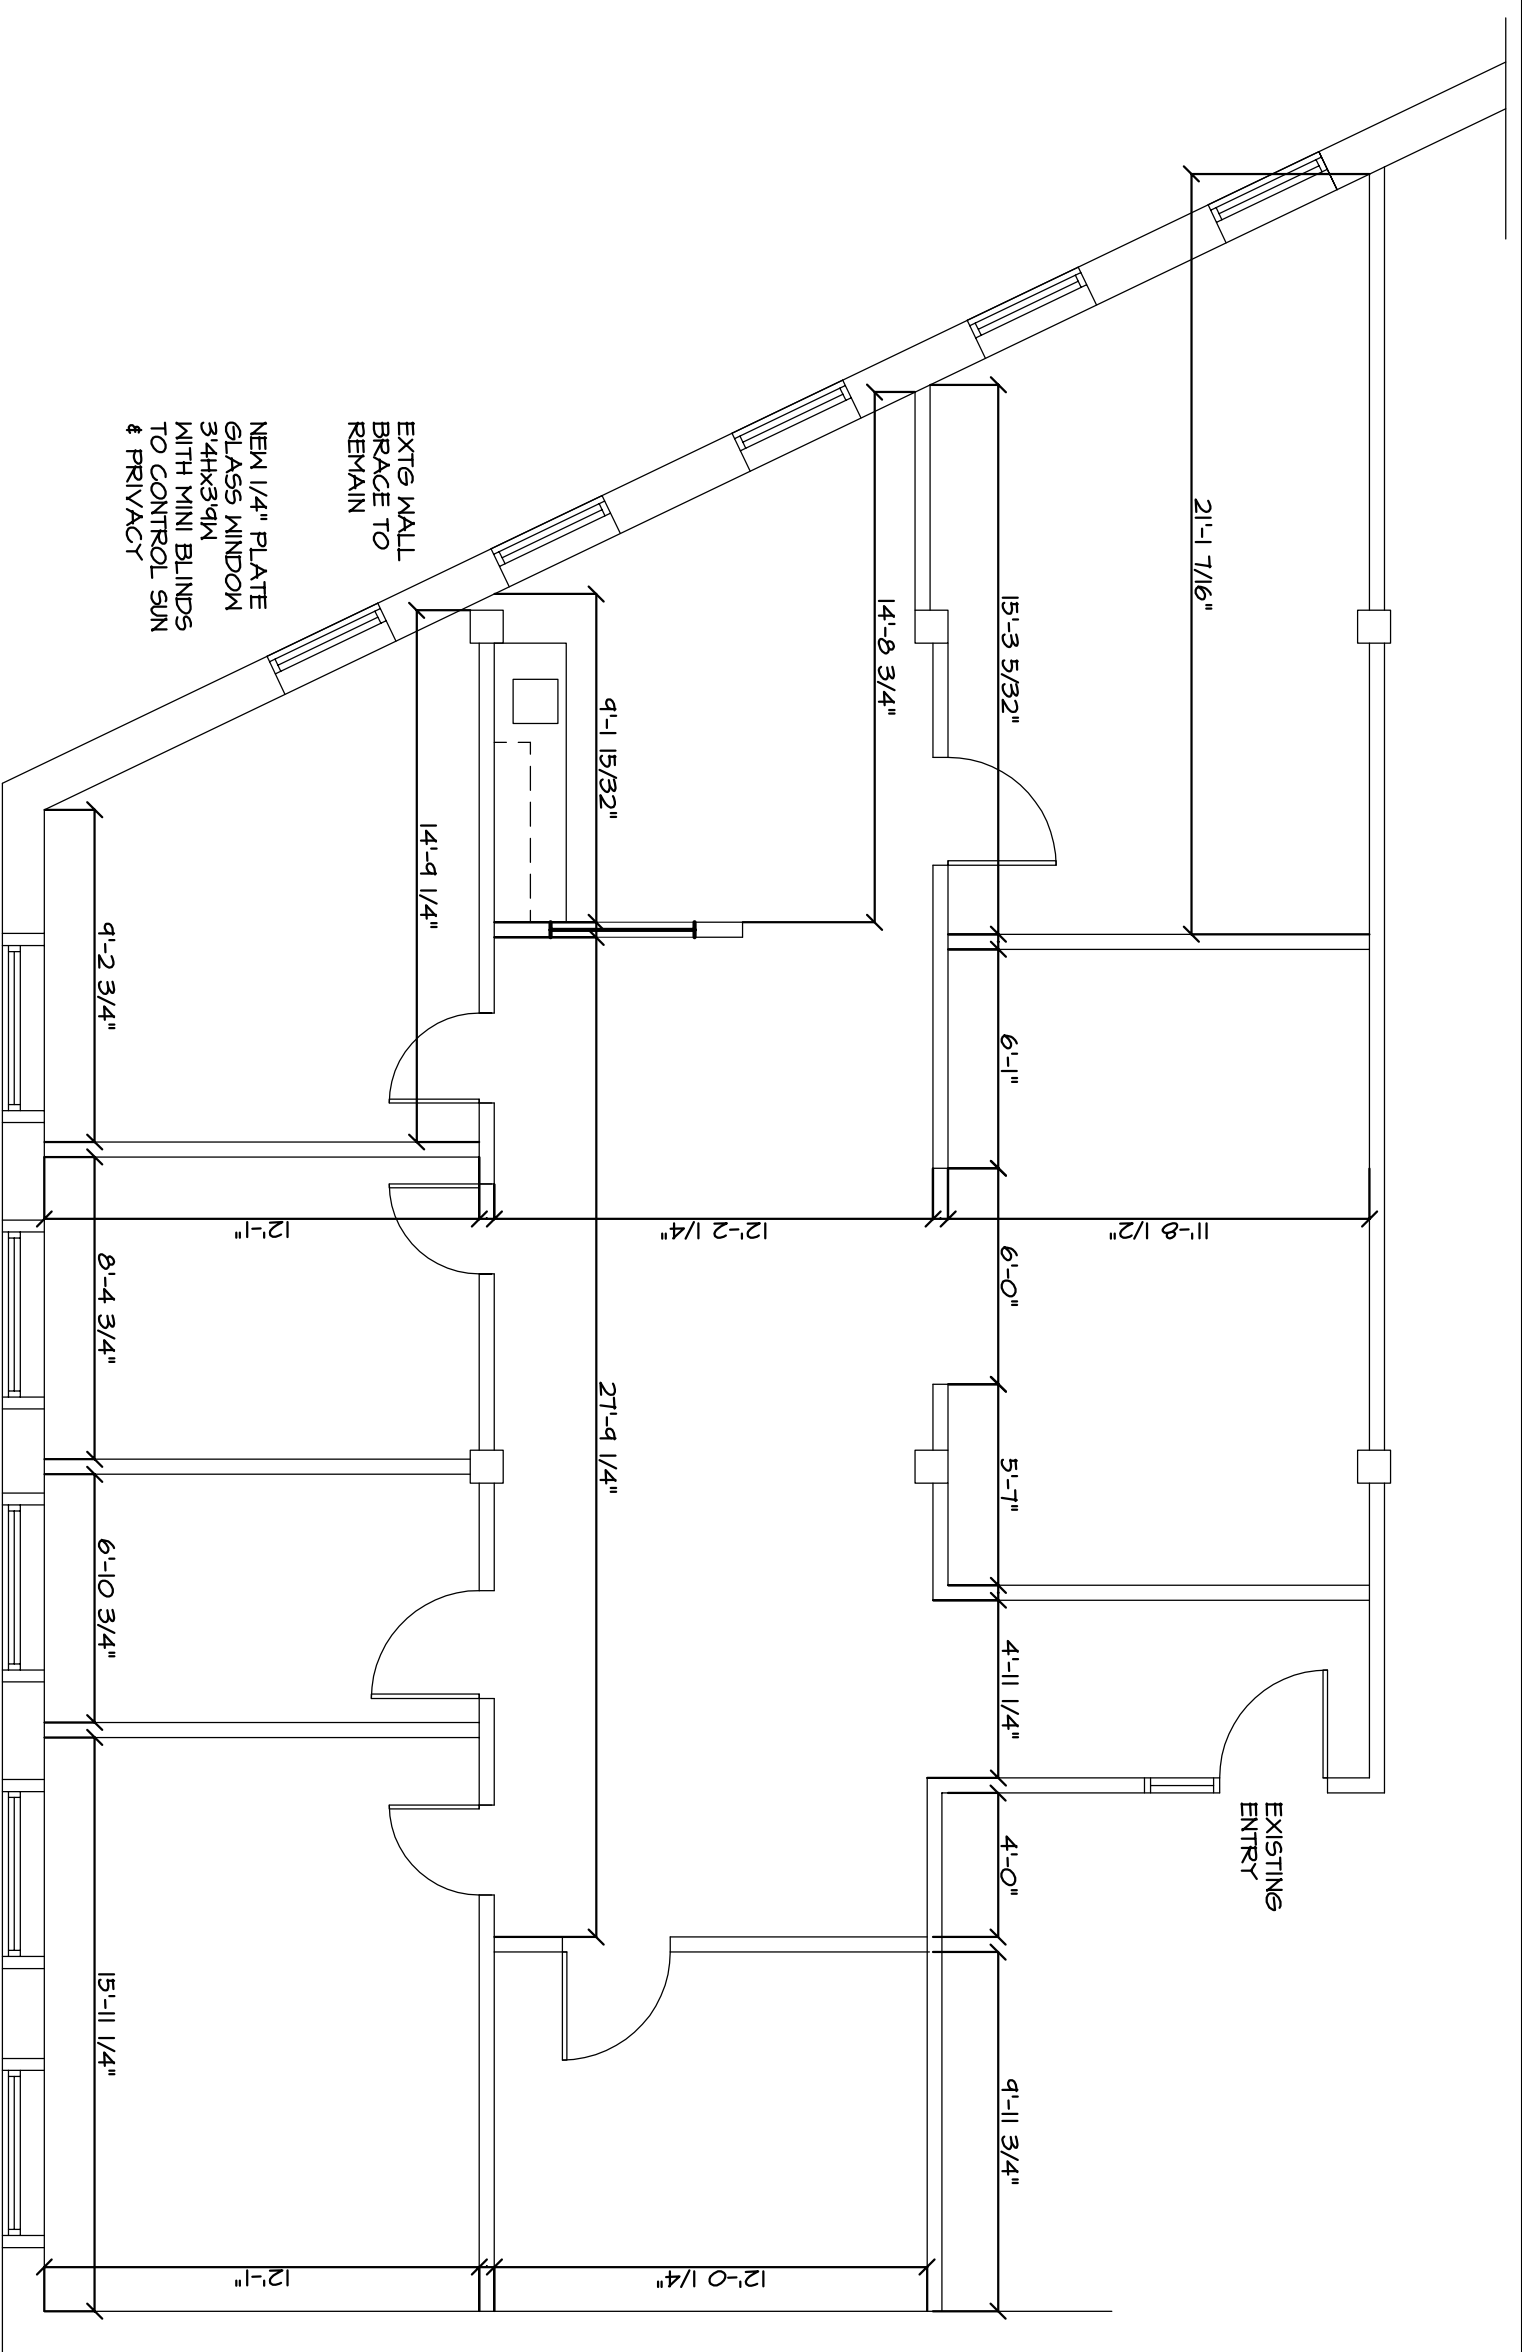 21'-1 7/16"
15'-3 5/32"
14'-8 3/4"
9'-1 15/32"
14'-9 1/4"
9'-2 3/4"
EXTG WALL
BRACE TO
REMAIN
NEW 1/4" PLATE
GLASS WINDOW
3'4HX3'9W
WITH MINI BLINDS
TO CONTROL SUN
& PRIVACY
6'-1"
11'-8 1/2"
12'-2 1/4"
12'-1"
6'-0"
8'-4 3/4"
5'-7"
27'-9 1/4"
6'-10 3/4"
4'-11 1/4"
EXISTING
ENTRY
4'-0"
15'-11 1/4"
9'-11 3/4"
12'-0 1/4"
12'-1"